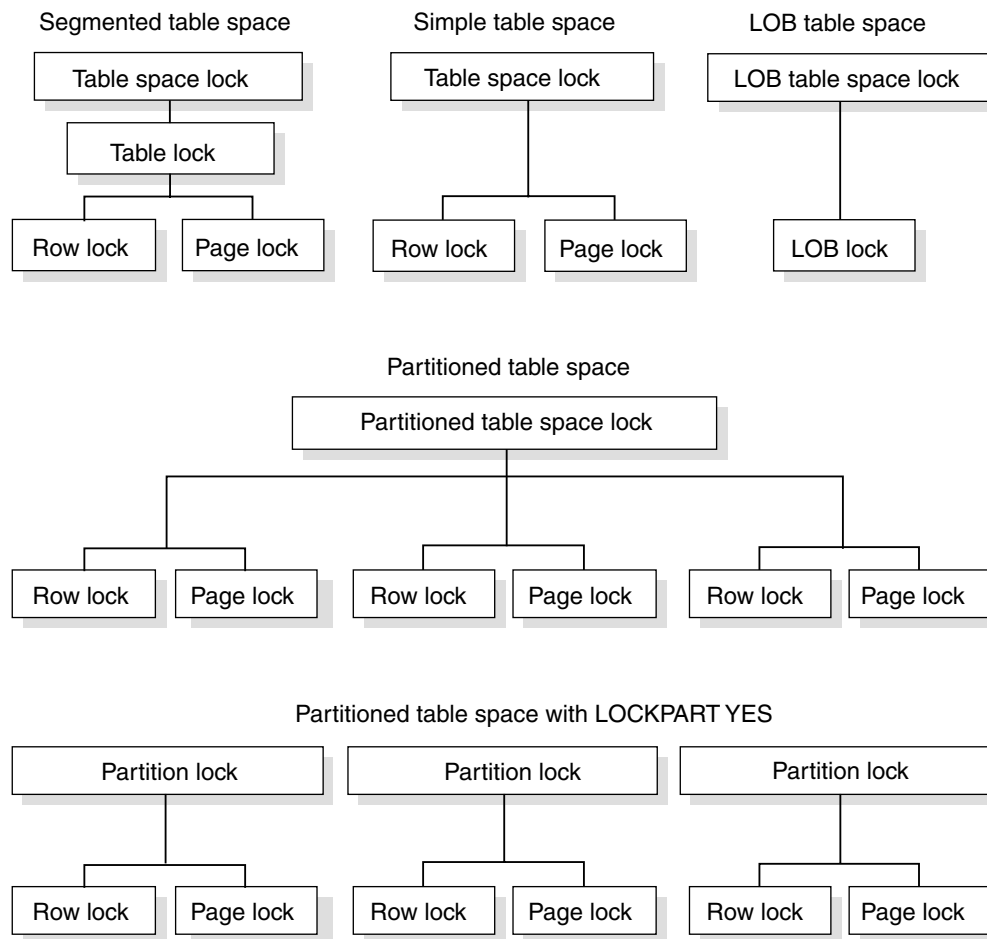 Segmented table space
Simple table space
LOB table space
Table space lock
Table space lock
LOB table space lock
Table lock
Row lock
Page lock
Row lock
Page lock
LOB lock
Partitioned table space
Partitioned table space lock
Row lock
Page lock
Row lock
Page lock
Row lock
Page lock
Partitioned table space with LOCKPART YES
Partition lock
Partition lock
Partition lock
Row lock
Page lock
Row lock
Page lock
Row lock
Page lock